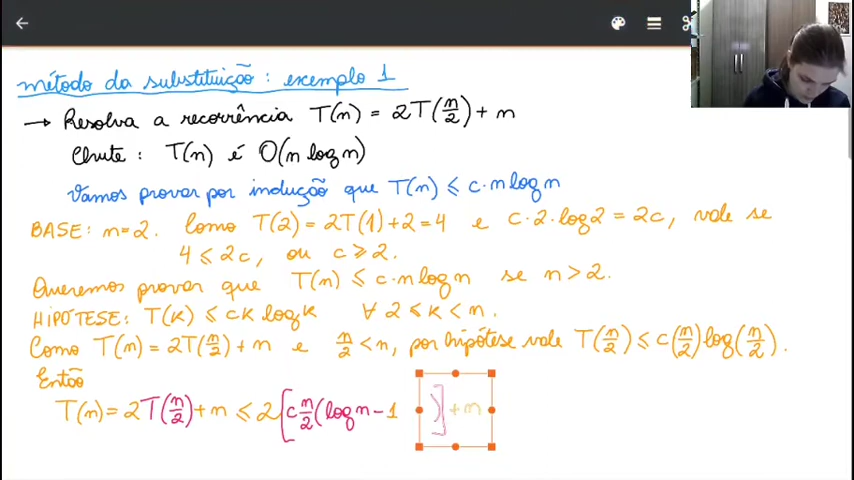 método da substituição: exemplo 1
→ Resolva a recorrência T(n) = 2T(n/2) + n
Chute: T(n) é O(n log n)
Vamos provar por indução que T(n) ≤ c·n log n
BASE: n=2. Como T(2) = 2T(1)+2 = 4 e c·2·log 2 = 2c, vale se
4 ≤ 2c, ou c ≥ 2.
Queremos provar que T(n) ≤ c·n log n se n > 2.
HIPÓTESE: T(k) ≤ ck log k ∀ 2 ≤ k < n.
Como T(n) = 2T(n/2) + n e n/2 < n, por hipótese vale T(n/2) ≤ c(n/2) log(n/2).
Então
T(n) = 2T(n/2) + n ≤ 2[c n/2 (log n - 1 )] + n